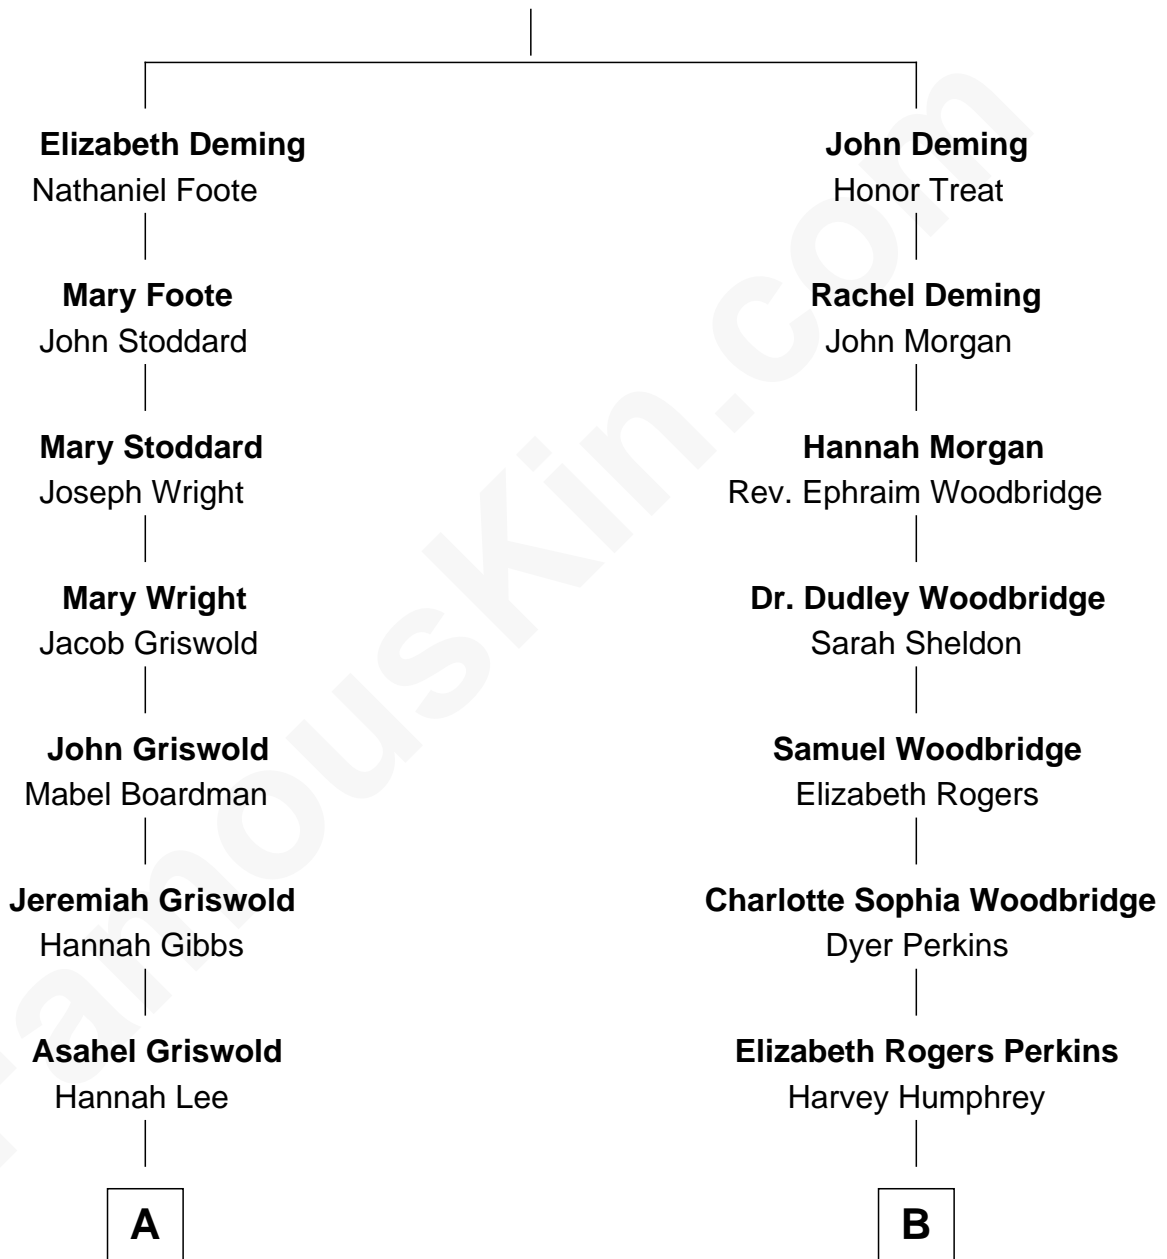 Elizabeth Deming
Nathaniel Foote
Mary Foote
John Stoddard
Mary Stoddard
Joseph Wright
Mary Wright
Jacob Griswold
John Griswold
Mabel Boardman
Jeremiah Griswold
Hannah Gibbs
Asahel Griswold
Hannah Lee
A
John Deming
Honor Treat
Rachel Deming
John Morgan
Hannah Morgan
Rev. Ephraim Woodbridge
Dr. Dudley Woodbridge
Sarah Sheldon
Samuel Woodbridge
Elizabeth Rogers
Charlotte Sophia Woodbridge
Dyer Perkins
Elizabeth Rogers Perkins
Harvey Humphrey
B
FamousKin.com